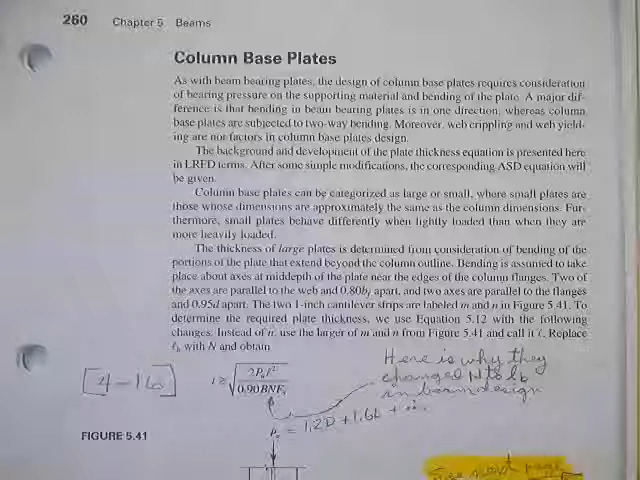 260 Chapter 5 Beams
Column Base Plates
As with beam bearing plates, the design of column base plates requires consideration
of bearing pressure on the supporting material and bending of the plate. A major dif-
ference is that bending in beam bearing plates is in one direction, whereas column
base plates are subjected to two-way bending. Moreover, web crippling and web yield-
ing are not factors in column base plates design.
The background and development of the plate thickness equation is presented here
in LRFD terms. After some simple modifications, the corresponding ASD equation will
be given.
Column base plates can be categorized as large or small, where small plates are
those whose dimensions are approximately the same as the column dimensions. Fur-
thermore, small plates behave differently when lightly loaded than when they are
more heavily loaded.
The thickness of large plates is determined from consideration of bending of the
portions of the plate that extend beyond the column outline. Bending is assumed to take
place about axes at middepth of the plate near the edges of the column flanges. Two of
the axes are parallel to the web and 0.80b_f apart, and two axes are parallel to the flanges
and 0.95d apart. The two 1-inch cantilever strips are labeled m and n in Figure 5.41. To
determine the required plate thickness, we use Equation 5.12 with the following
changes. Instead of n, use the larger of m and n from Figure 5.41 and call it ℓ. Replace
ℓ_b with N and obtain
Here is why they
changed N to ℓb
in beam design
[4-16]
t ≥ √(2P_uℓ²/0.90BNF_y)
= 1.2D + 1.6L +
FIGURE 5.41
See next page